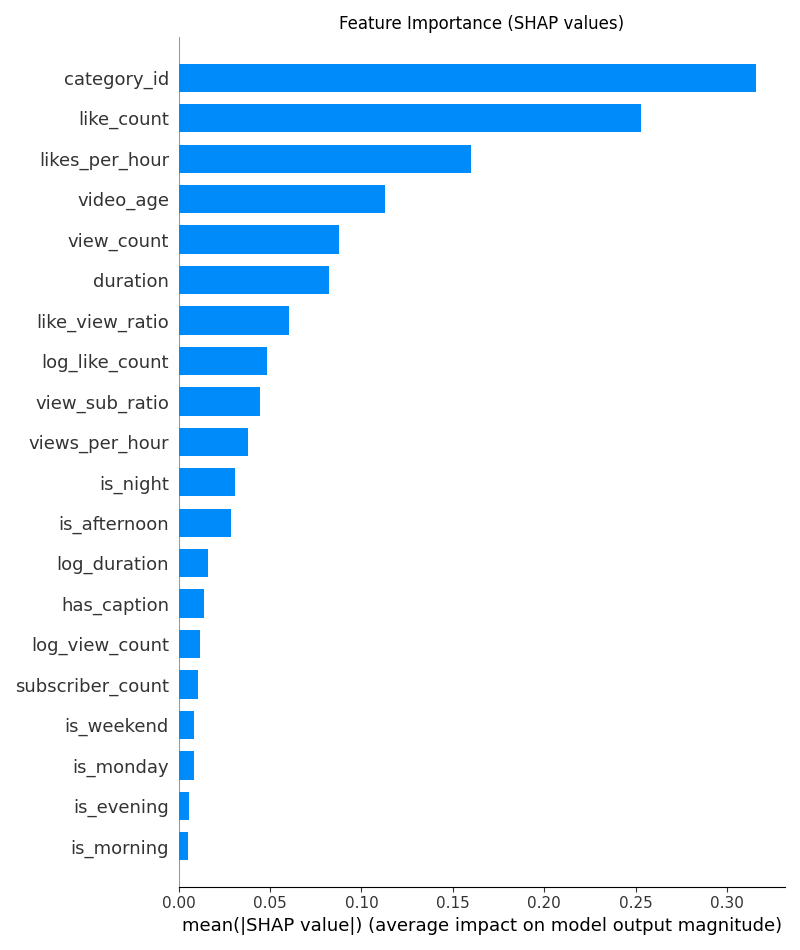 Feature Importance (SHAP values)
category_id
like_count
likes_per_hour
video_age
view_count
duration
like_view_ratio
log_like_count
view_sub_ratio
views_per_hour
is_night
is_afternoon
log_duration
has_caption
log_view_count
subscriber_count
is_weekend
is_monday
is_evening
is_morning
0.00 0.05 0.10 0.15 0.20 0.25 0.30
mean(|SHAP value|) (average impact on model output magnitude)